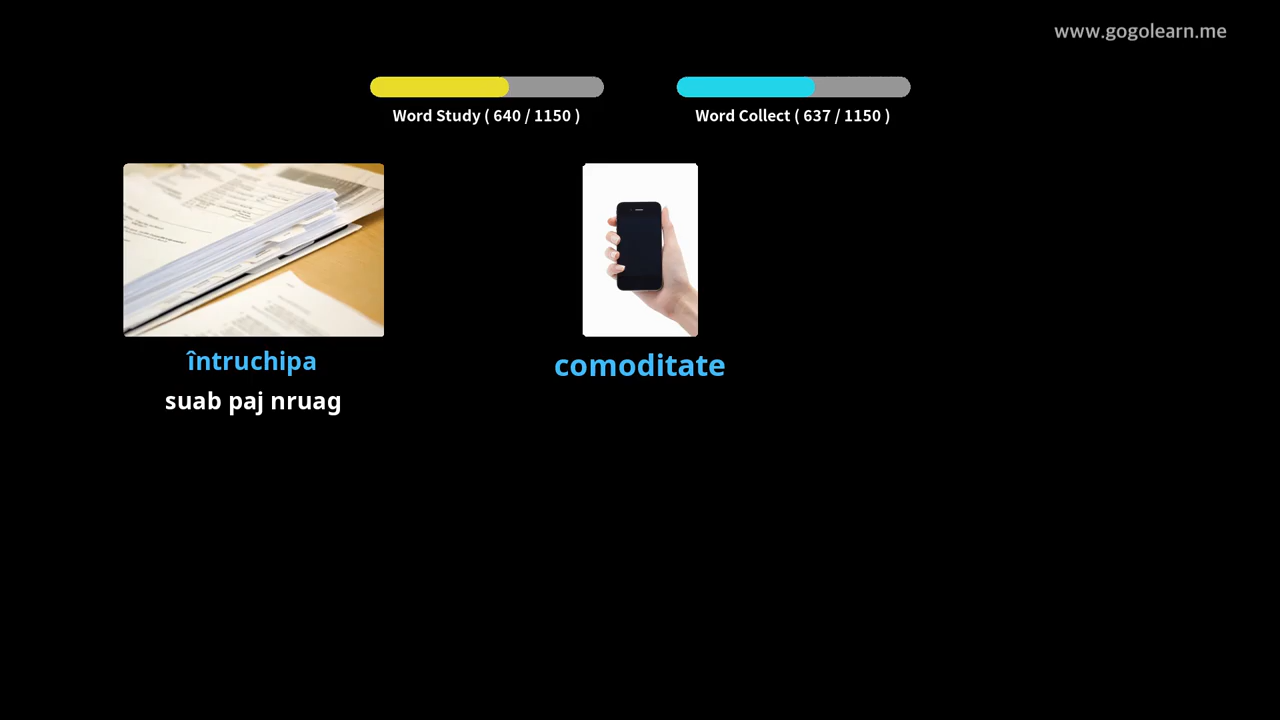 www.gogolearn.me
Word Study ( 640 / 1150 )
Word Collect ( 637 / 1150 )
întruchipa
suab paj nruag
comoditate